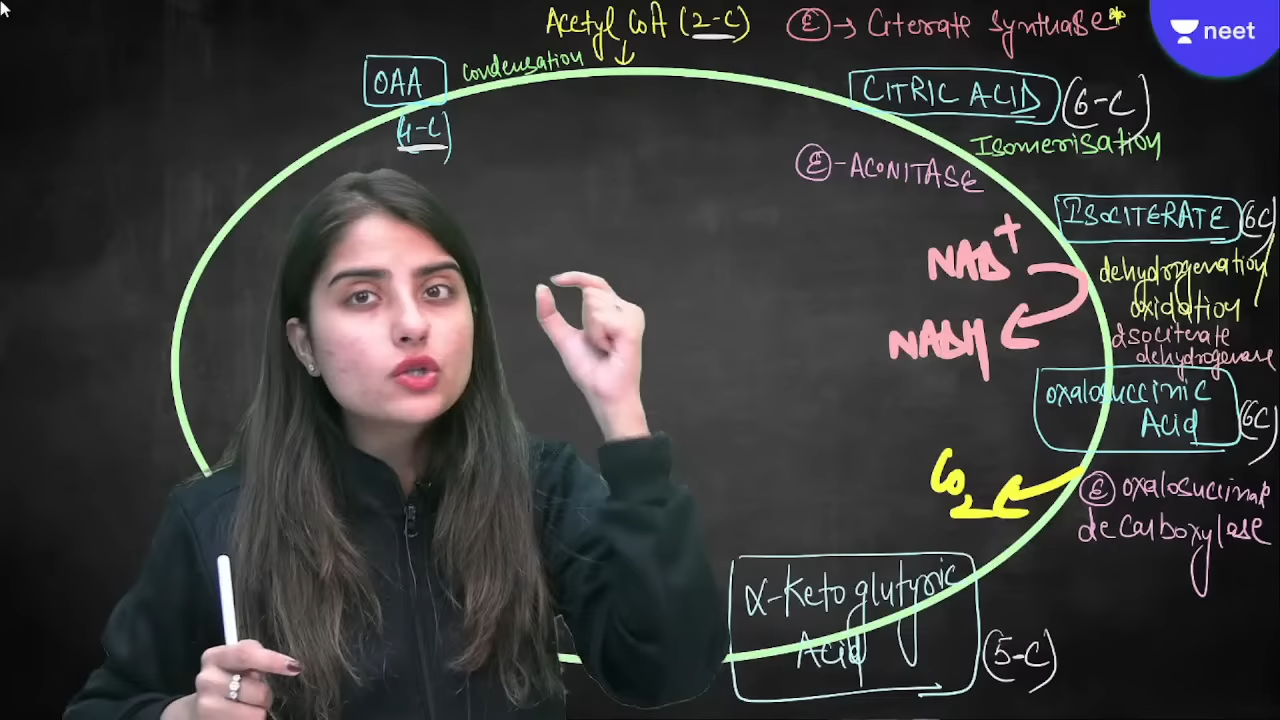 Acetyl CoA (2-C)
Ⓔ → Citerate Synthase*
neet
OAA
condensation
(4-C)
CITRIC ACID (6-C)
Isomerisation
Ⓔ-ACONITASE
ISOCITERATE (6C)
NAD+
dehydrogenation
oxidation
NADH
Isociterate
dehydrogenase
oxalosuccinic
Acid (6C)
CO2
Ⓔ oxalosuccinate
decarboxylase
α-Keto glutyric
Acid
(5-C)